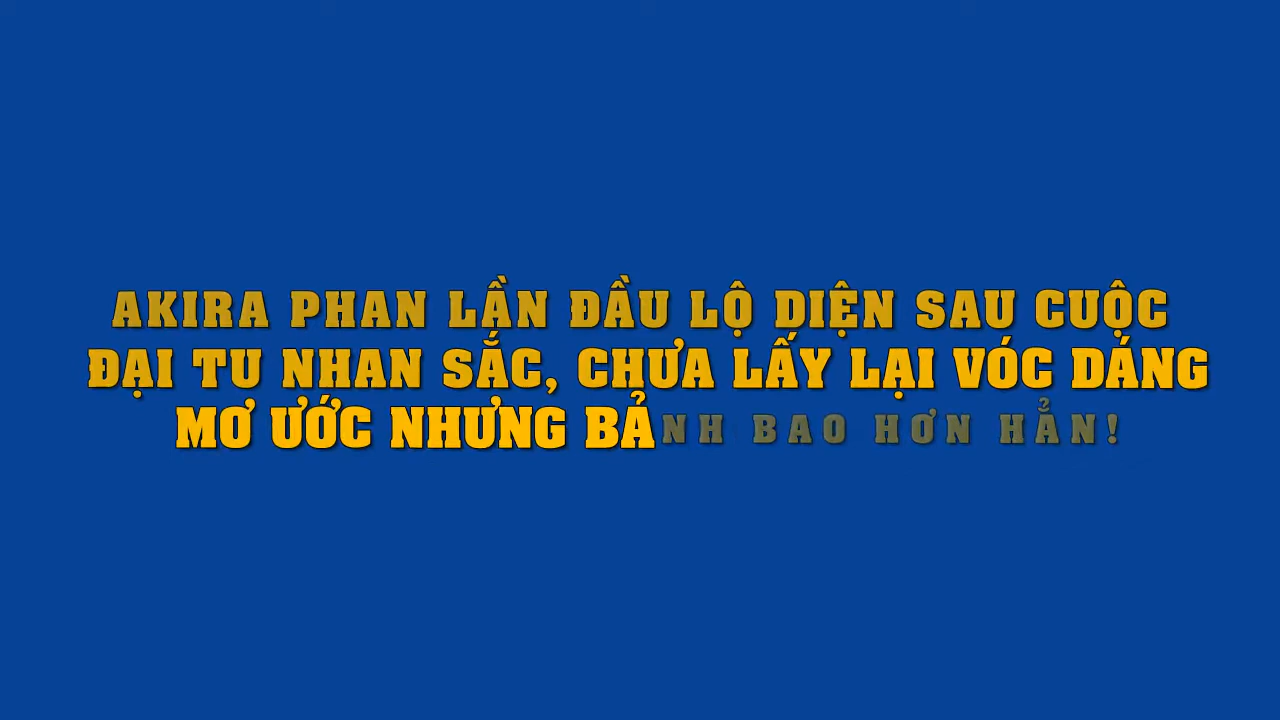 AKIRA PHAN LẦN ĐẦU LỘ DIỆN SAU CUỘC
ĐẠI TU NHAN SẮC, CHƯA LẤY LẠI VÓC DÁNG
MƠ ƯỚC NHƯNG BẢNH BAO HƠN HẲN!